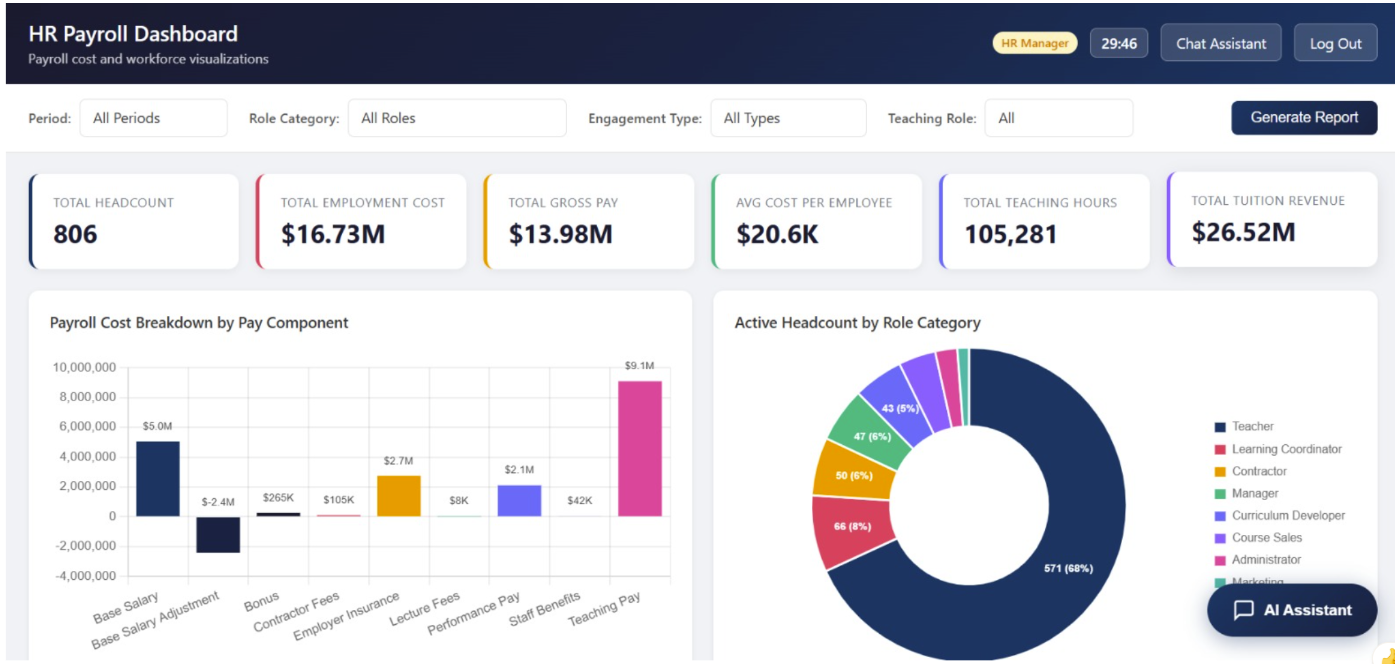 HR Payroll Dashboard
Payroll cost and workforce visualizations
HR Manager
29:46
Chat Assistant
Log Out
Period: All Periods
Role Category: All Roles
Engagement Type: All Types
Teaching Role: All
Generate Report
TOTAL HEADCOUNT
806
TOTAL EMPLOYMENT COST
$16.73M
TOTAL GROSS PAY
$13.98M
AVG COST PER EMPLOYEE
$20.6K
TOTAL TEACHING HOURS
105,281
TOTAL TUITION REVENUE
$26.52M
Payroll Cost Breakdown by Pay Component
10,000,000
8,000,000
6,000,000
4,000,000
2,000,000
0
-2,000,000
-4,000,000
$5.0M
$-2.4M
$265K
$105K
$2.7M
$8K
$2.1M
$42K
$9.1M
Base Salary
Base Salary Adjustment
Bonus
Contractor Fees
Employer Insurance
Lecture Fees
Performance Pay
Staff Benefits
Teaching Pay
Active Headcount by Role Category
43 (5%)
47 (6%)
50 (6%)
66 (8%)
571 (68%)
Teacher
Learning Coordinator
Contractor
Manager
Curriculum Developer
Course Sales
Administrator
Marketing
AI Assistant